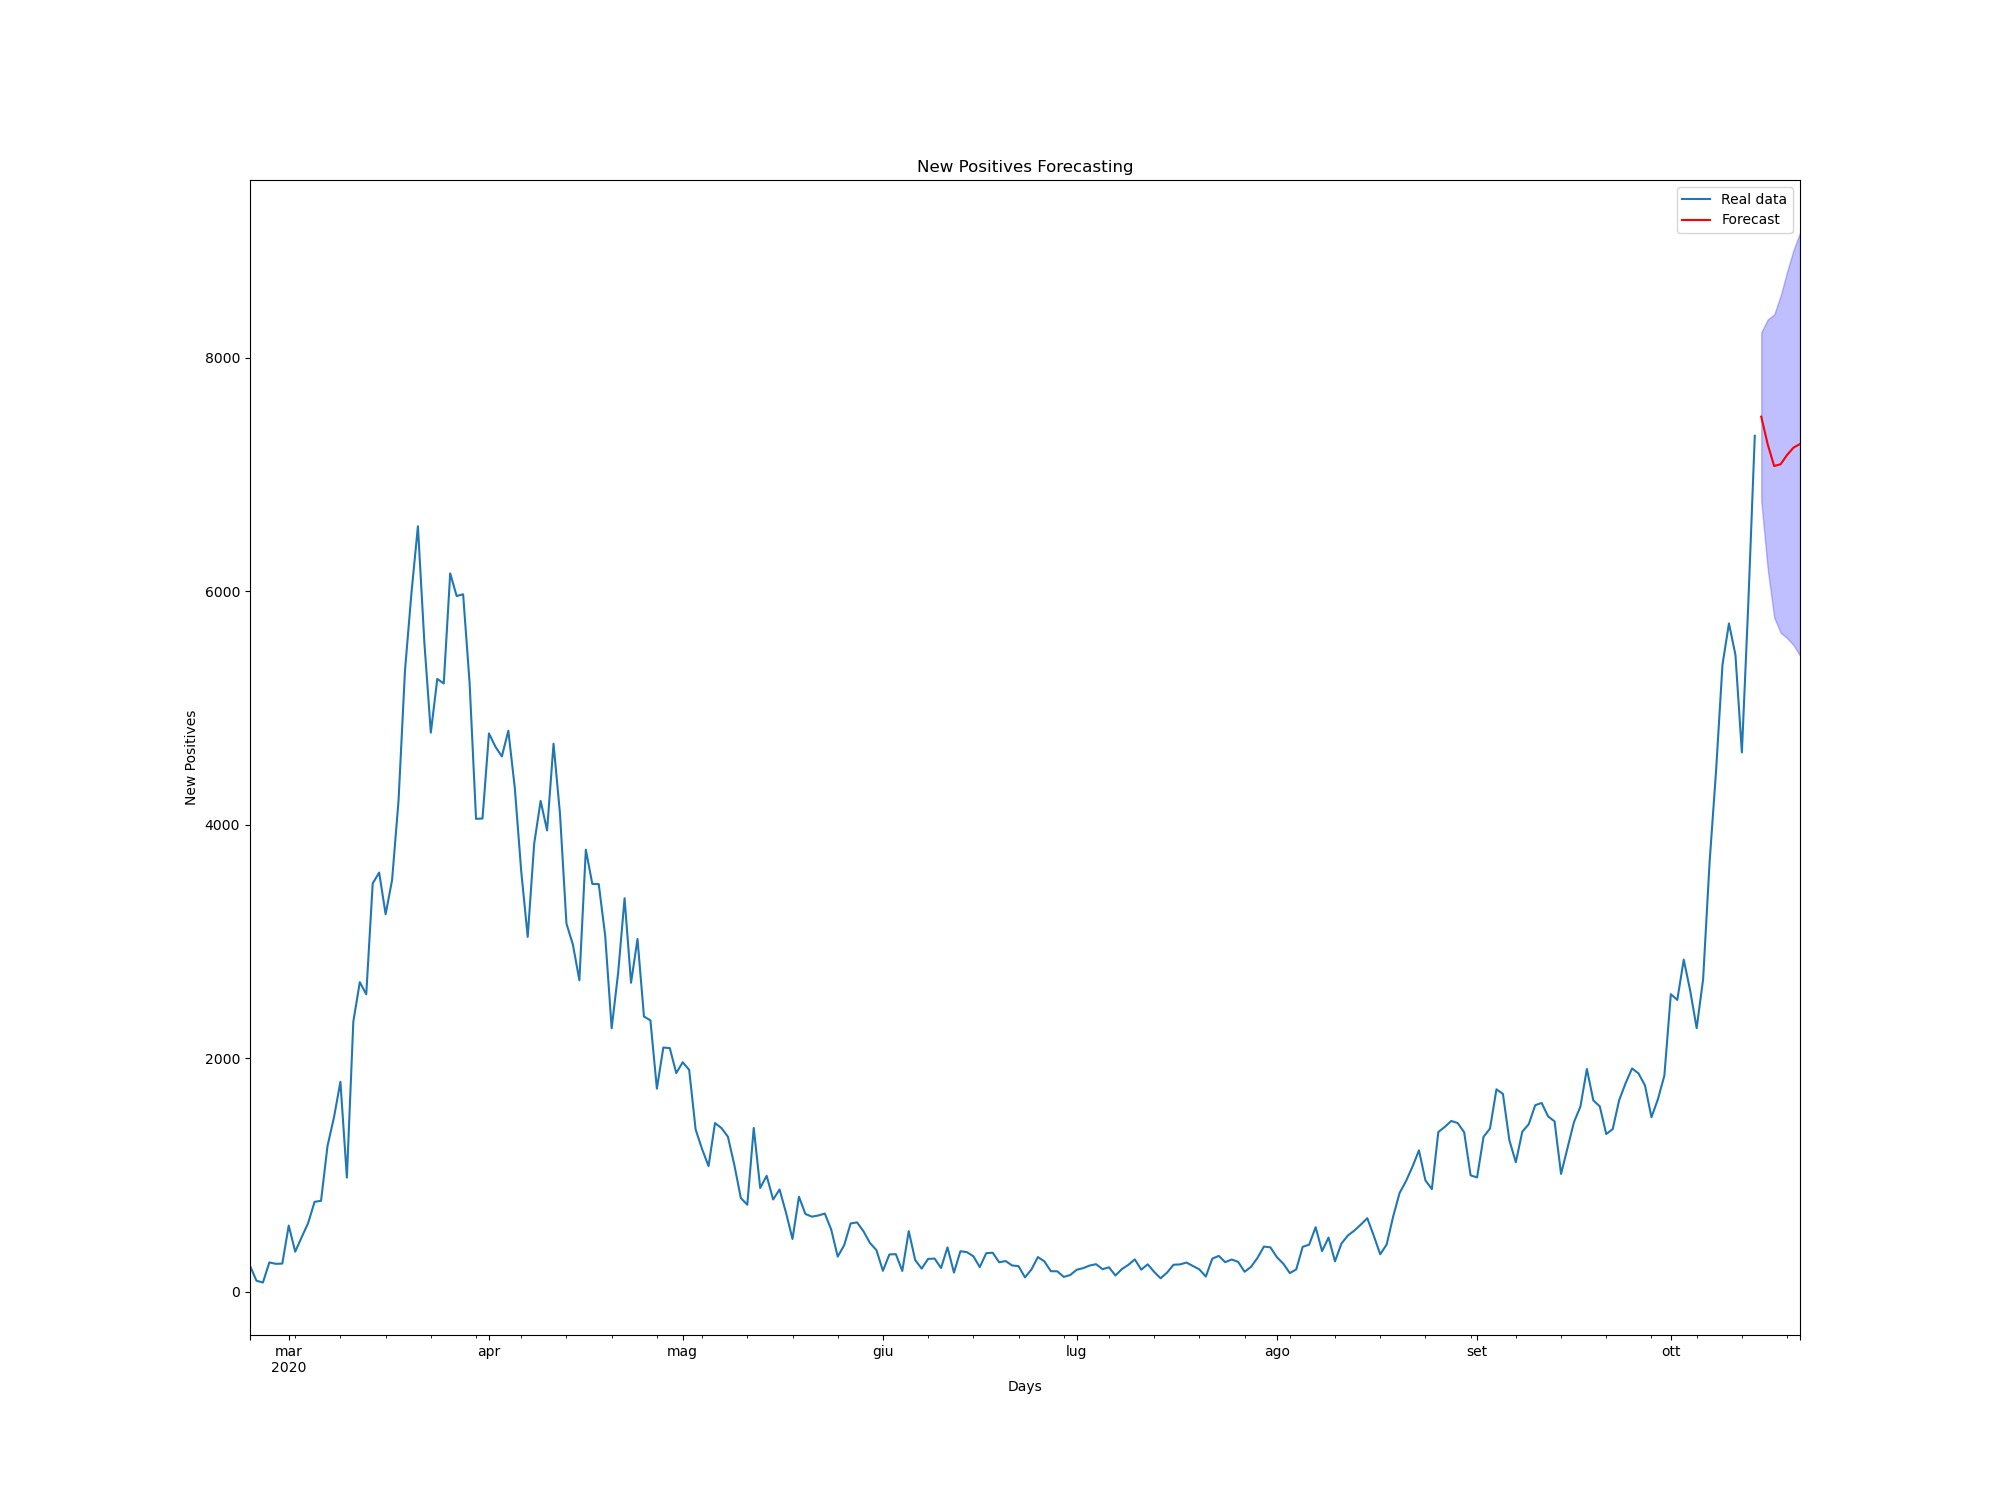 New Positives Forecasting
Real data
Forecast
8000
6000
4000
2000
0
New Positives
mar apr mag giu lug ago set ott
2020
Days